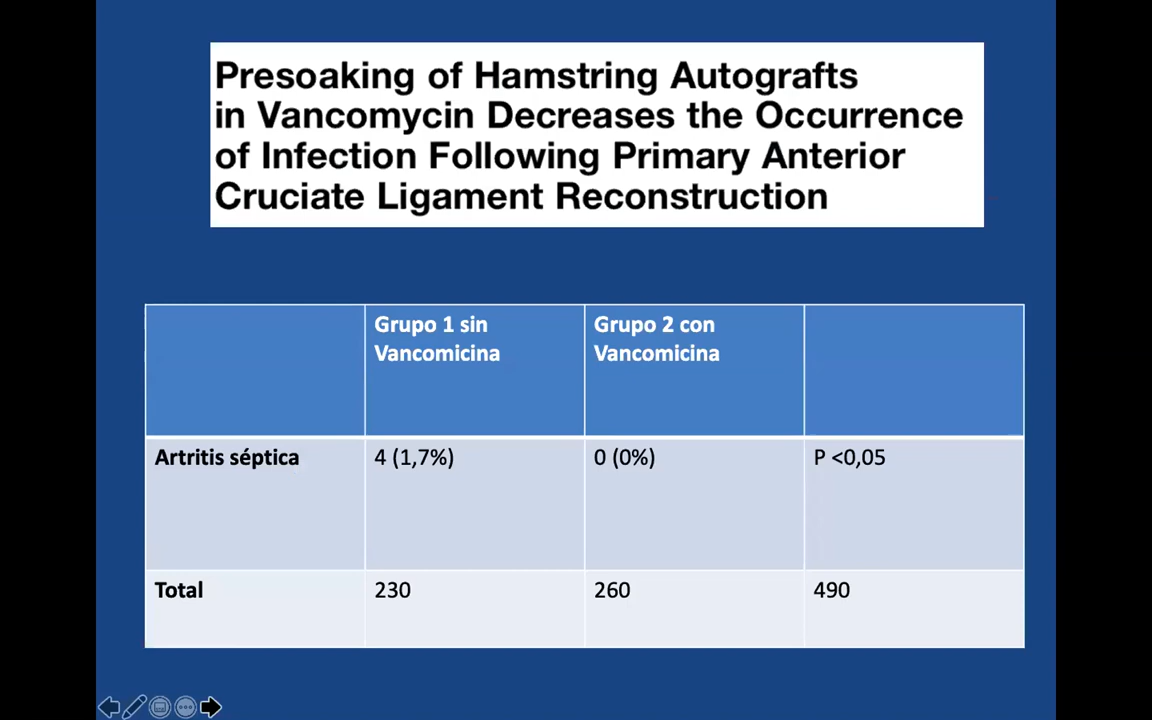 Presoaking of Hamstring Autografts
in Vancomycin Decreases the Occurrence
of Infection Following Primary Anterior
Cruciate Ligament Reconstruction
Grupo 1 sin
Vancomicina
Grupo 2 con
Vancomicina
Artritis séptica
4 (1,7%)
0 (0%)
P <0,05
Total
230
260
490